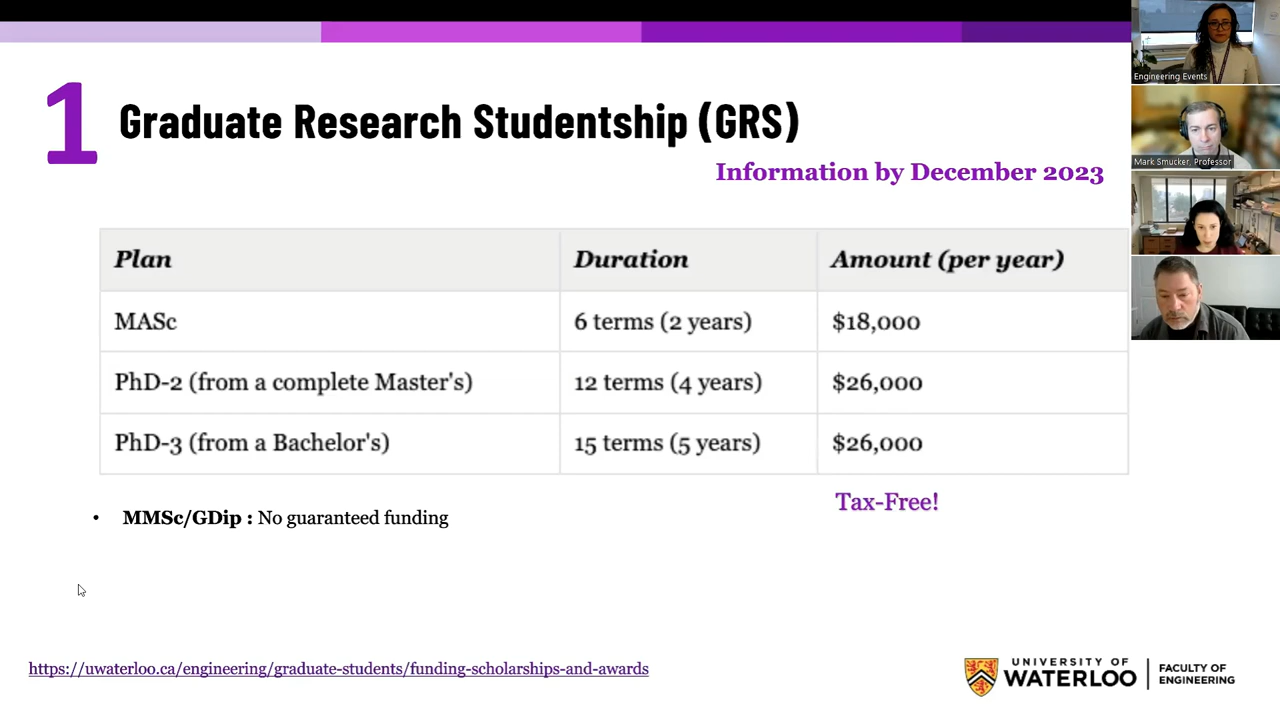 1
Graduate Research Studentship (GRS)
Information by December 2023
Plan Duration Amount (per year)
MASc 6 terms (2 years) $18,000
PhD-2 (from a complete Master's) 12 terms (4 years) $26,000
PhD-3 (from a Bachelor's) 15 terms (5 years) $26,000
Tax-Free!
• MMSc/GDip : No guaranteed funding
https://uwaterloo.ca/engineering/graduate-students/funding-scholarships-and-awards
UNIVERSITY OF
WATERLOO
FACULTY OF
ENGINEERING
Engineering Events
Mark Smucker, Professor